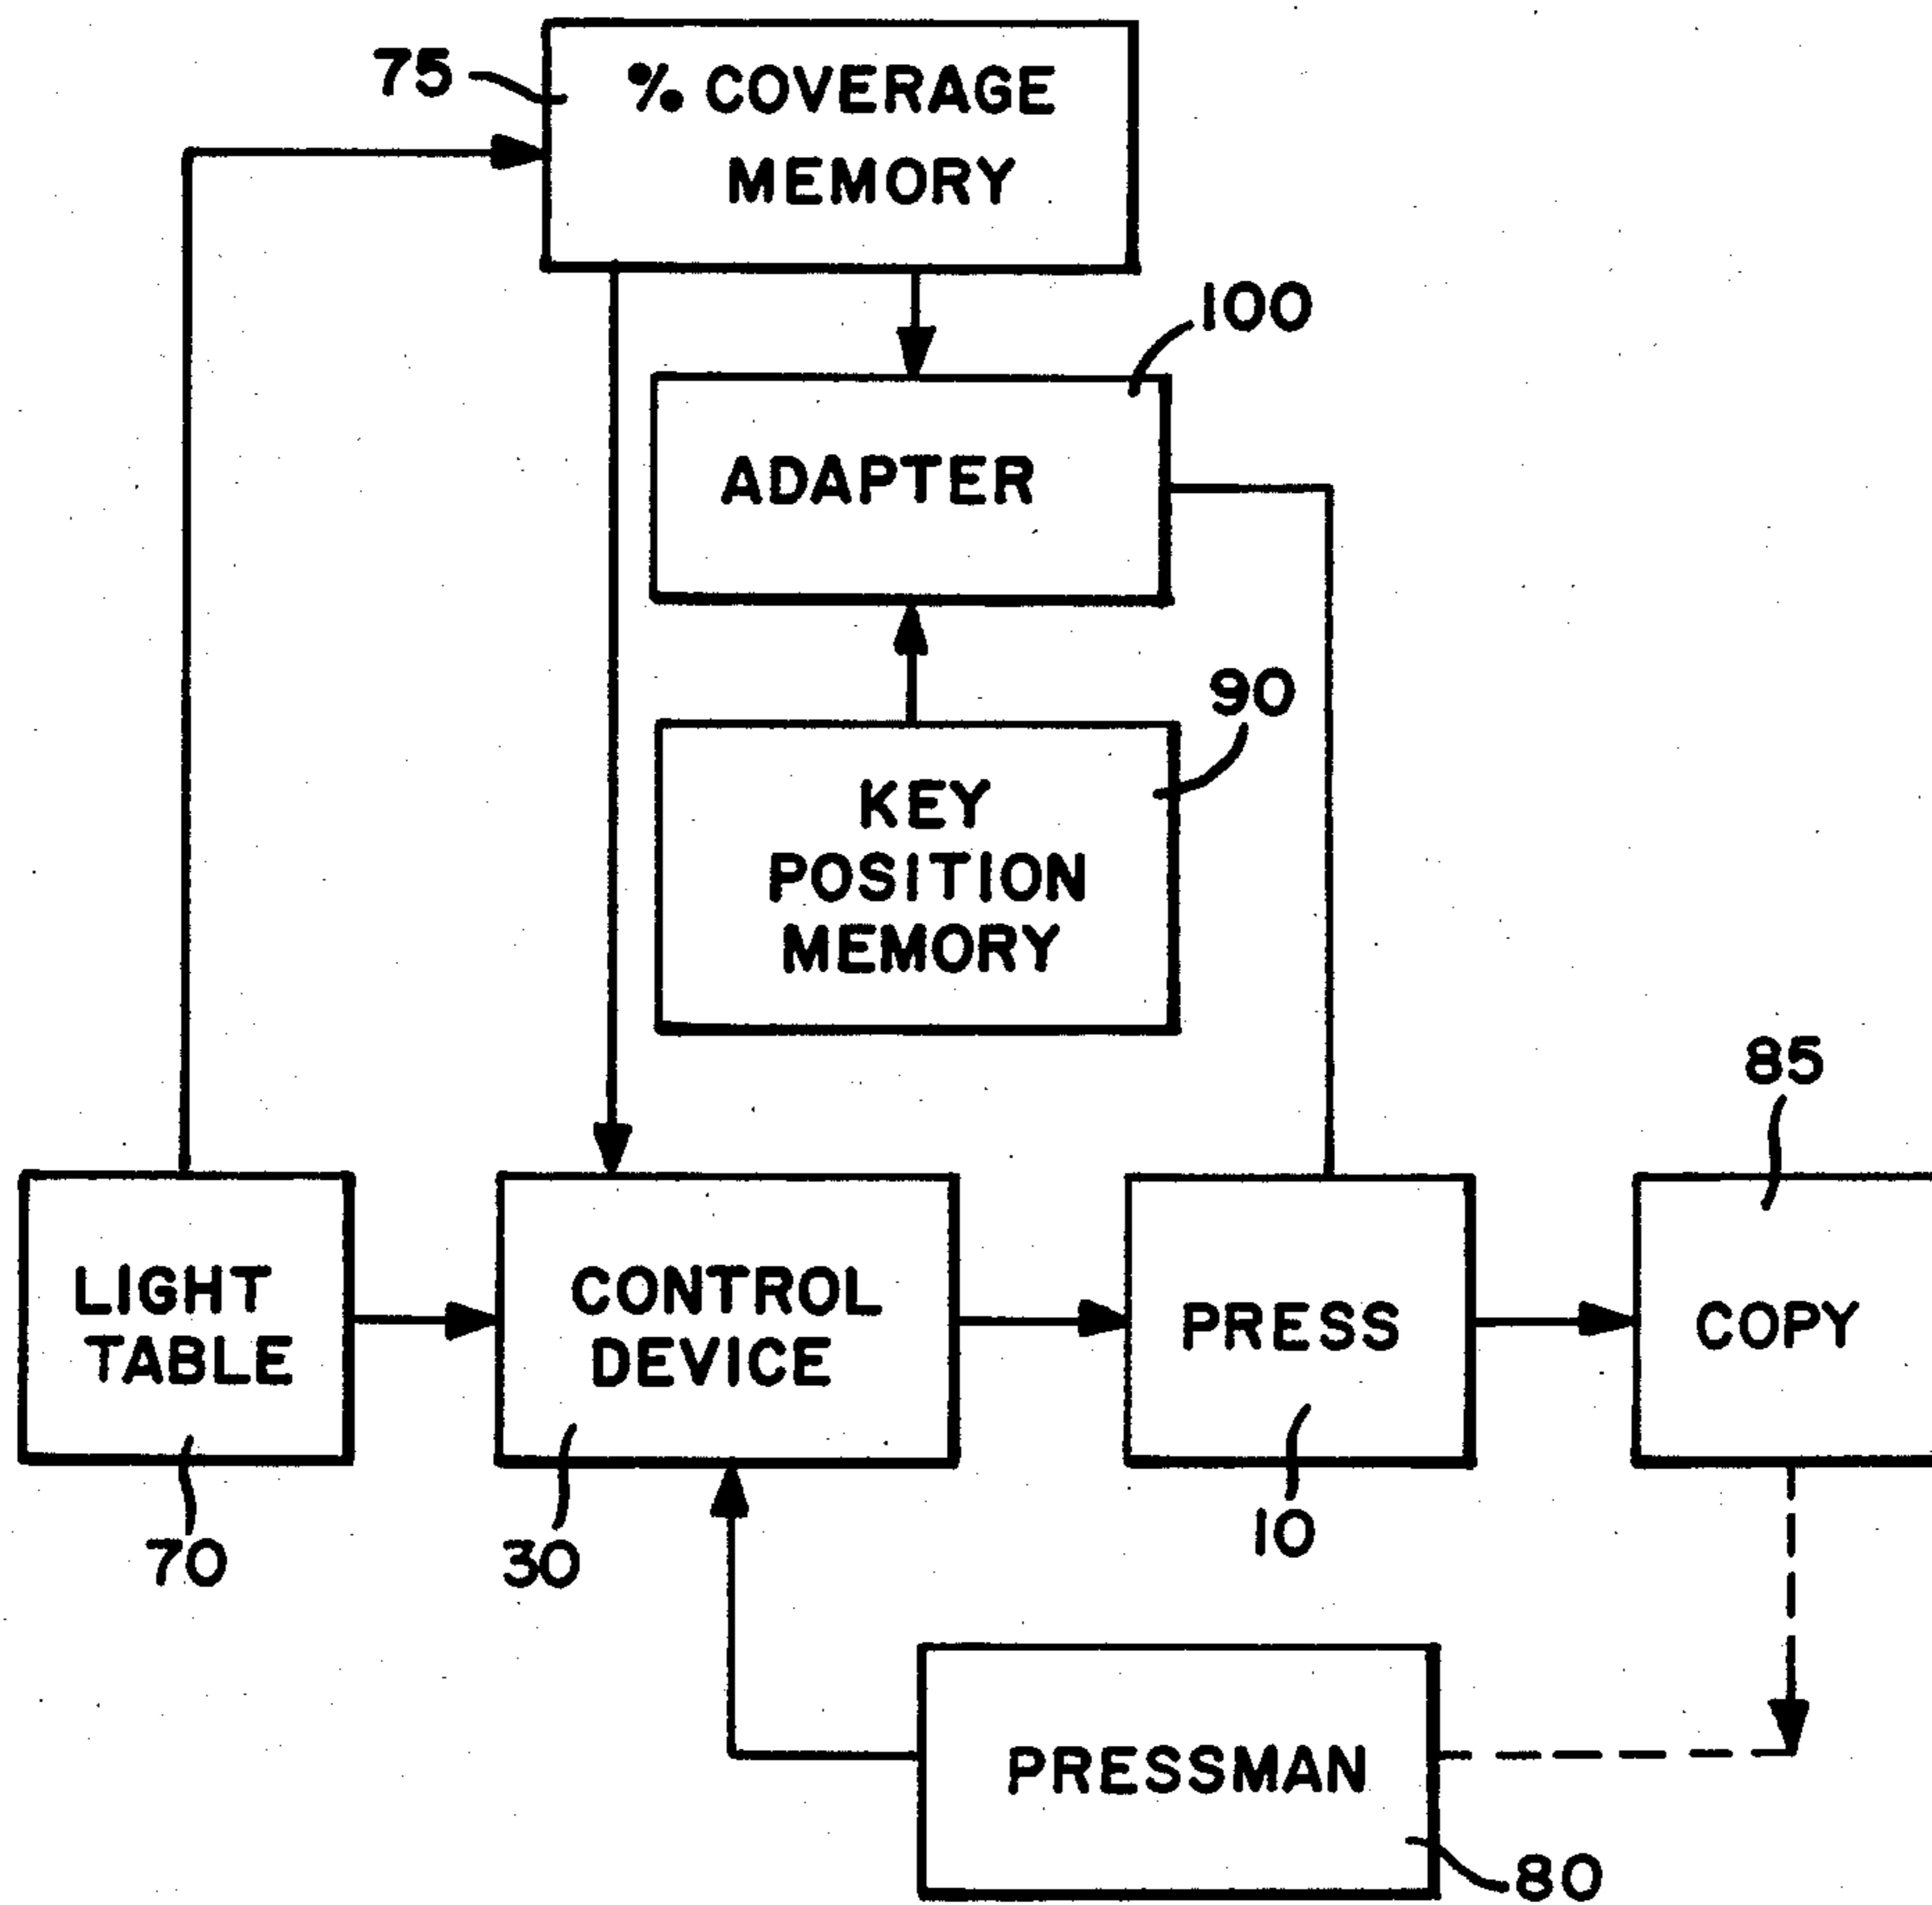 75
% COVERAGE
MEMORY
100
ADAPTER
90
KEY
POSITION
MEMORY
85
LIGHT
TABLE
CONTROL
DEVICE
PRESS
COPY
70
30
10
PRESSMAN
80